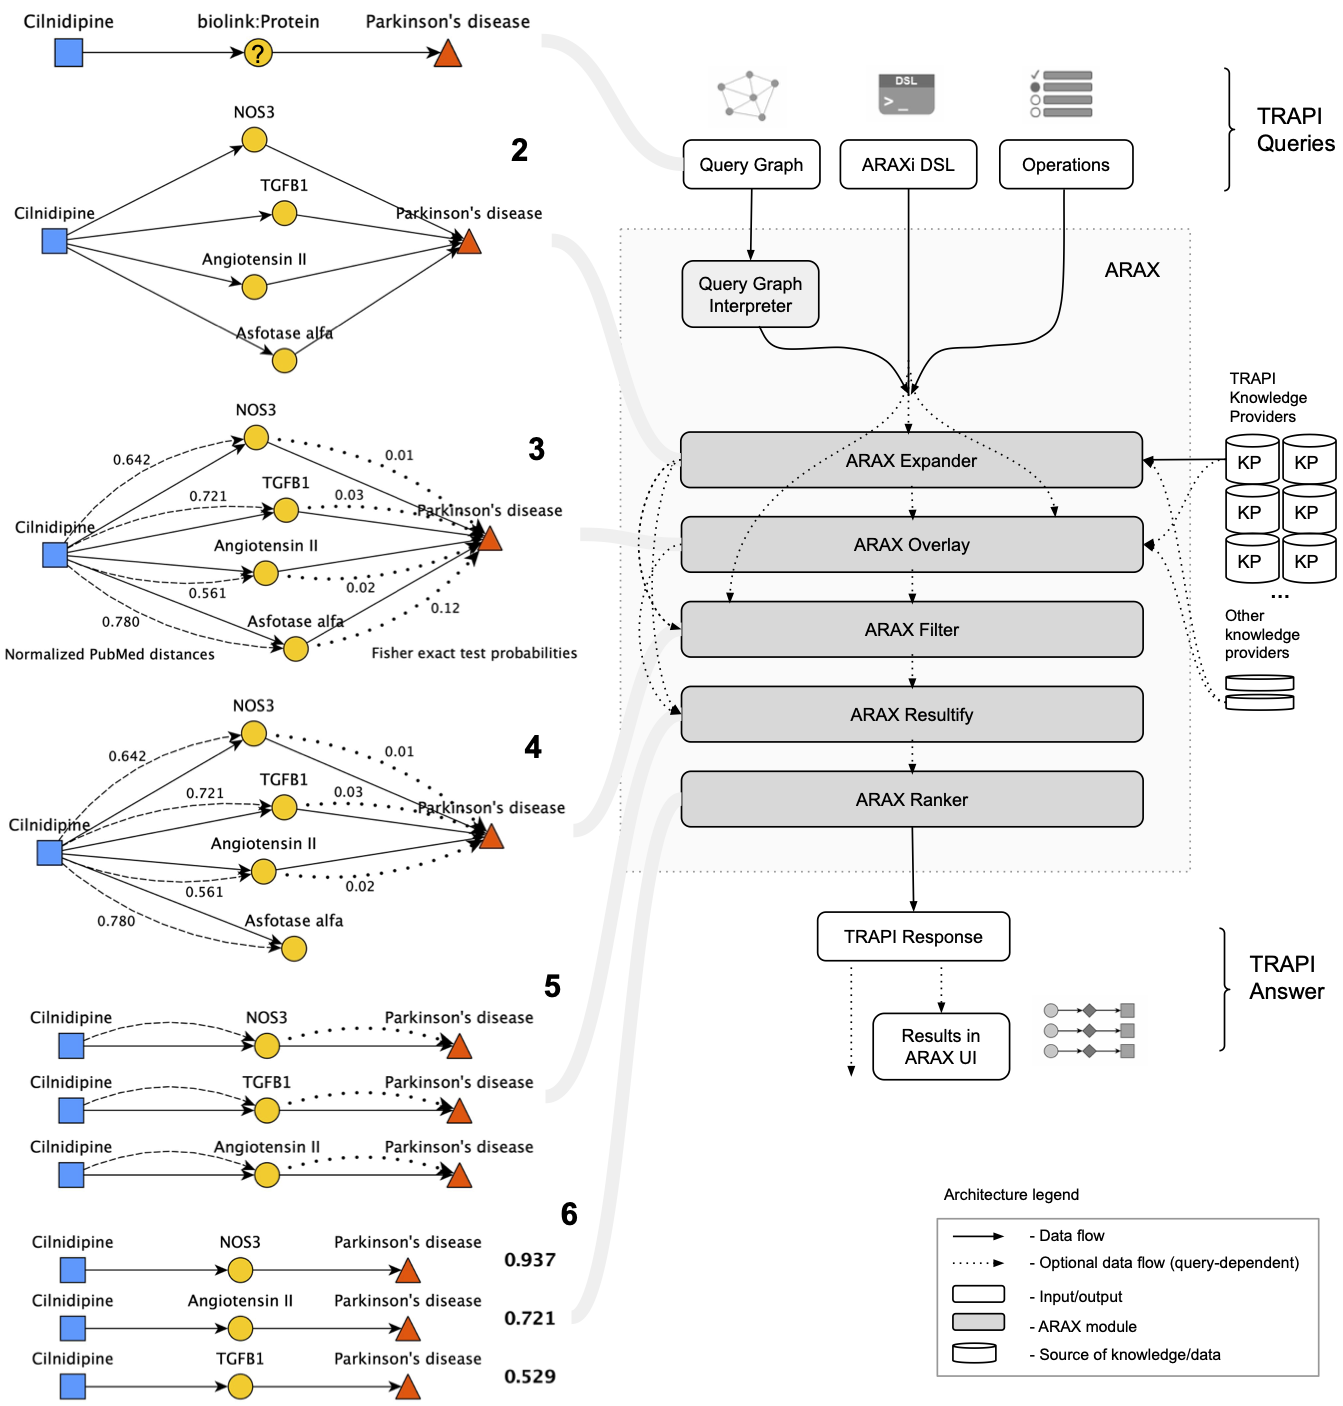 Cilnidipine
biolink:Protein
Parkinson's disease
?
2
NOS3
TGFB1
Cilnidipine
Parkinson's disease
Angiotensin II
Asfotase alfa
3
NOS3
0.01
0.642
TGFB1
0.03
0.721
Parkinson's disease
Cilnidipine
Angiotensin II
0.02
0.561
0.12
Asfotase alfa
0.780
Normalized PubMed distances
Fisher exact test probabilities
4
NOS3
0.01
0.642
TGFB1
0.03
0.721
Parkinson's disease
Cilnidipine
Angiotensin II
0.02
0.561
Asfotase alfa
0.780
5
Cilnidipine
NOS3
Parkinson's disease
Cilnidipine
TGFB1
Parkinson's disease
Cilnidipine
Angiotensin II
Parkinson's disease
6
Cilnidipine
NOS3
Parkinson's disease
0.937
Cilnidipine
Angiotensin II
Parkinson's disease
0.721
Cilnidipine
TGFB1
Parkinson's disease
0.529
DSL
>_
TRAPI
Queries
Query Graph
ARAXi DSL
Operations
ARAX
Query Graph
Interpreter
TRAPI
Knowledge
Providers
KP
KP
KP
KP
KP
KP
...
Other
knowledge
providers
ARAX Expander
ARAX Overlay
ARAX Filter
ARAX Resultify
ARAX Ranker
TRAPI Response
Results in
ARAX UI
TRAPI
Answer
Architecture legend
- Data flow
- Optional data flow (query-dependent)
- Input/output
- ARAX module
- Source of knowledge/data